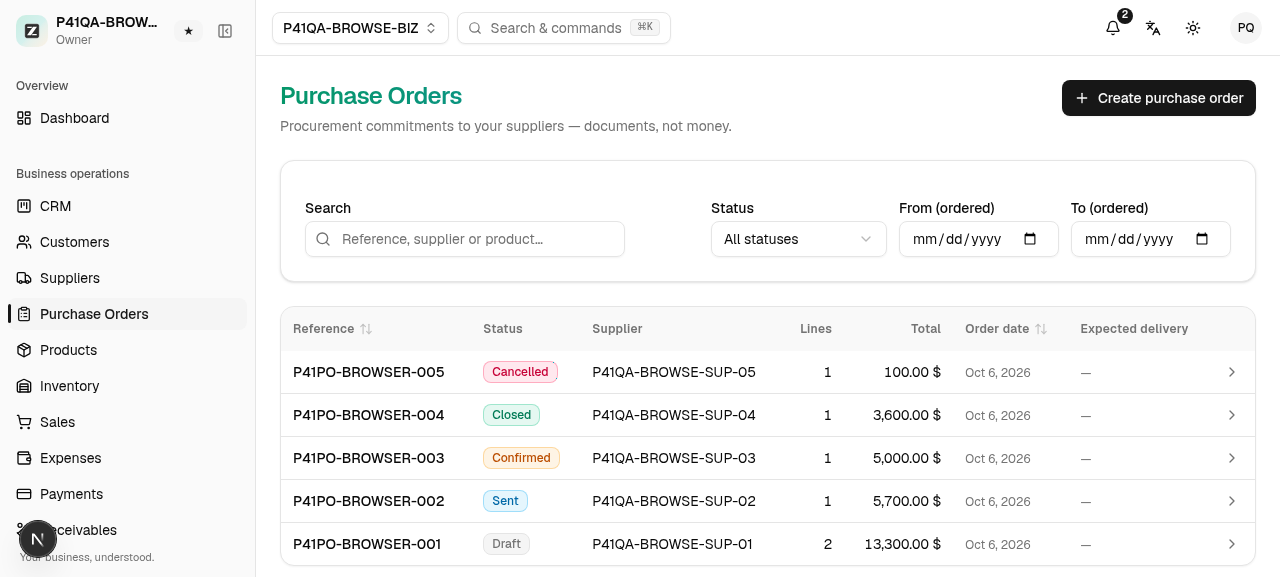 P41QA-BROW...
Owner
★
P41QA-BROWSE-BIZ
Search & commands ⌘K
2
PQ
Overview
Dashboard
Business operations
CRM
Customers
Suppliers
Purchase Orders
Products
Inventory
Sales
Expenses
Payments
eceivables
N
Your business, understood.
Purchase Orders
Procurement commitments to your suppliers — documents, not money.
Create purchase order
Search
Reference, supplier or product...
Status
All statuses
From (ordered)
mm/dd/yyyy
To (ordered)
mm/dd/yyyy
Reference Status Supplier Lines Total Order date Expected delivery
P41PO-BROWSER-005 Cancelled P41QA-BROWSE-SUP-05 1 100.00 $ Oct 6, 2026 —
P41PO-BROWSER-004 Closed P41QA-BROWSE-SUP-04 1 3,600.00 $ Oct 6, 2026 —
P41PO-BROWSER-003 Confirmed P41QA-BROWSE-SUP-03 1 5,000.00 $ Oct 6, 2026 —
P41PO-BROWSER-002 Sent P41QA-BROWSE-SUP-02 1 5,700.00 $ Oct 6, 2026 —
P41PO-BROWSER-001 Draft P41QA-BROWSE-SUP-01 2 13,300.00 $ Oct 6, 2026 —